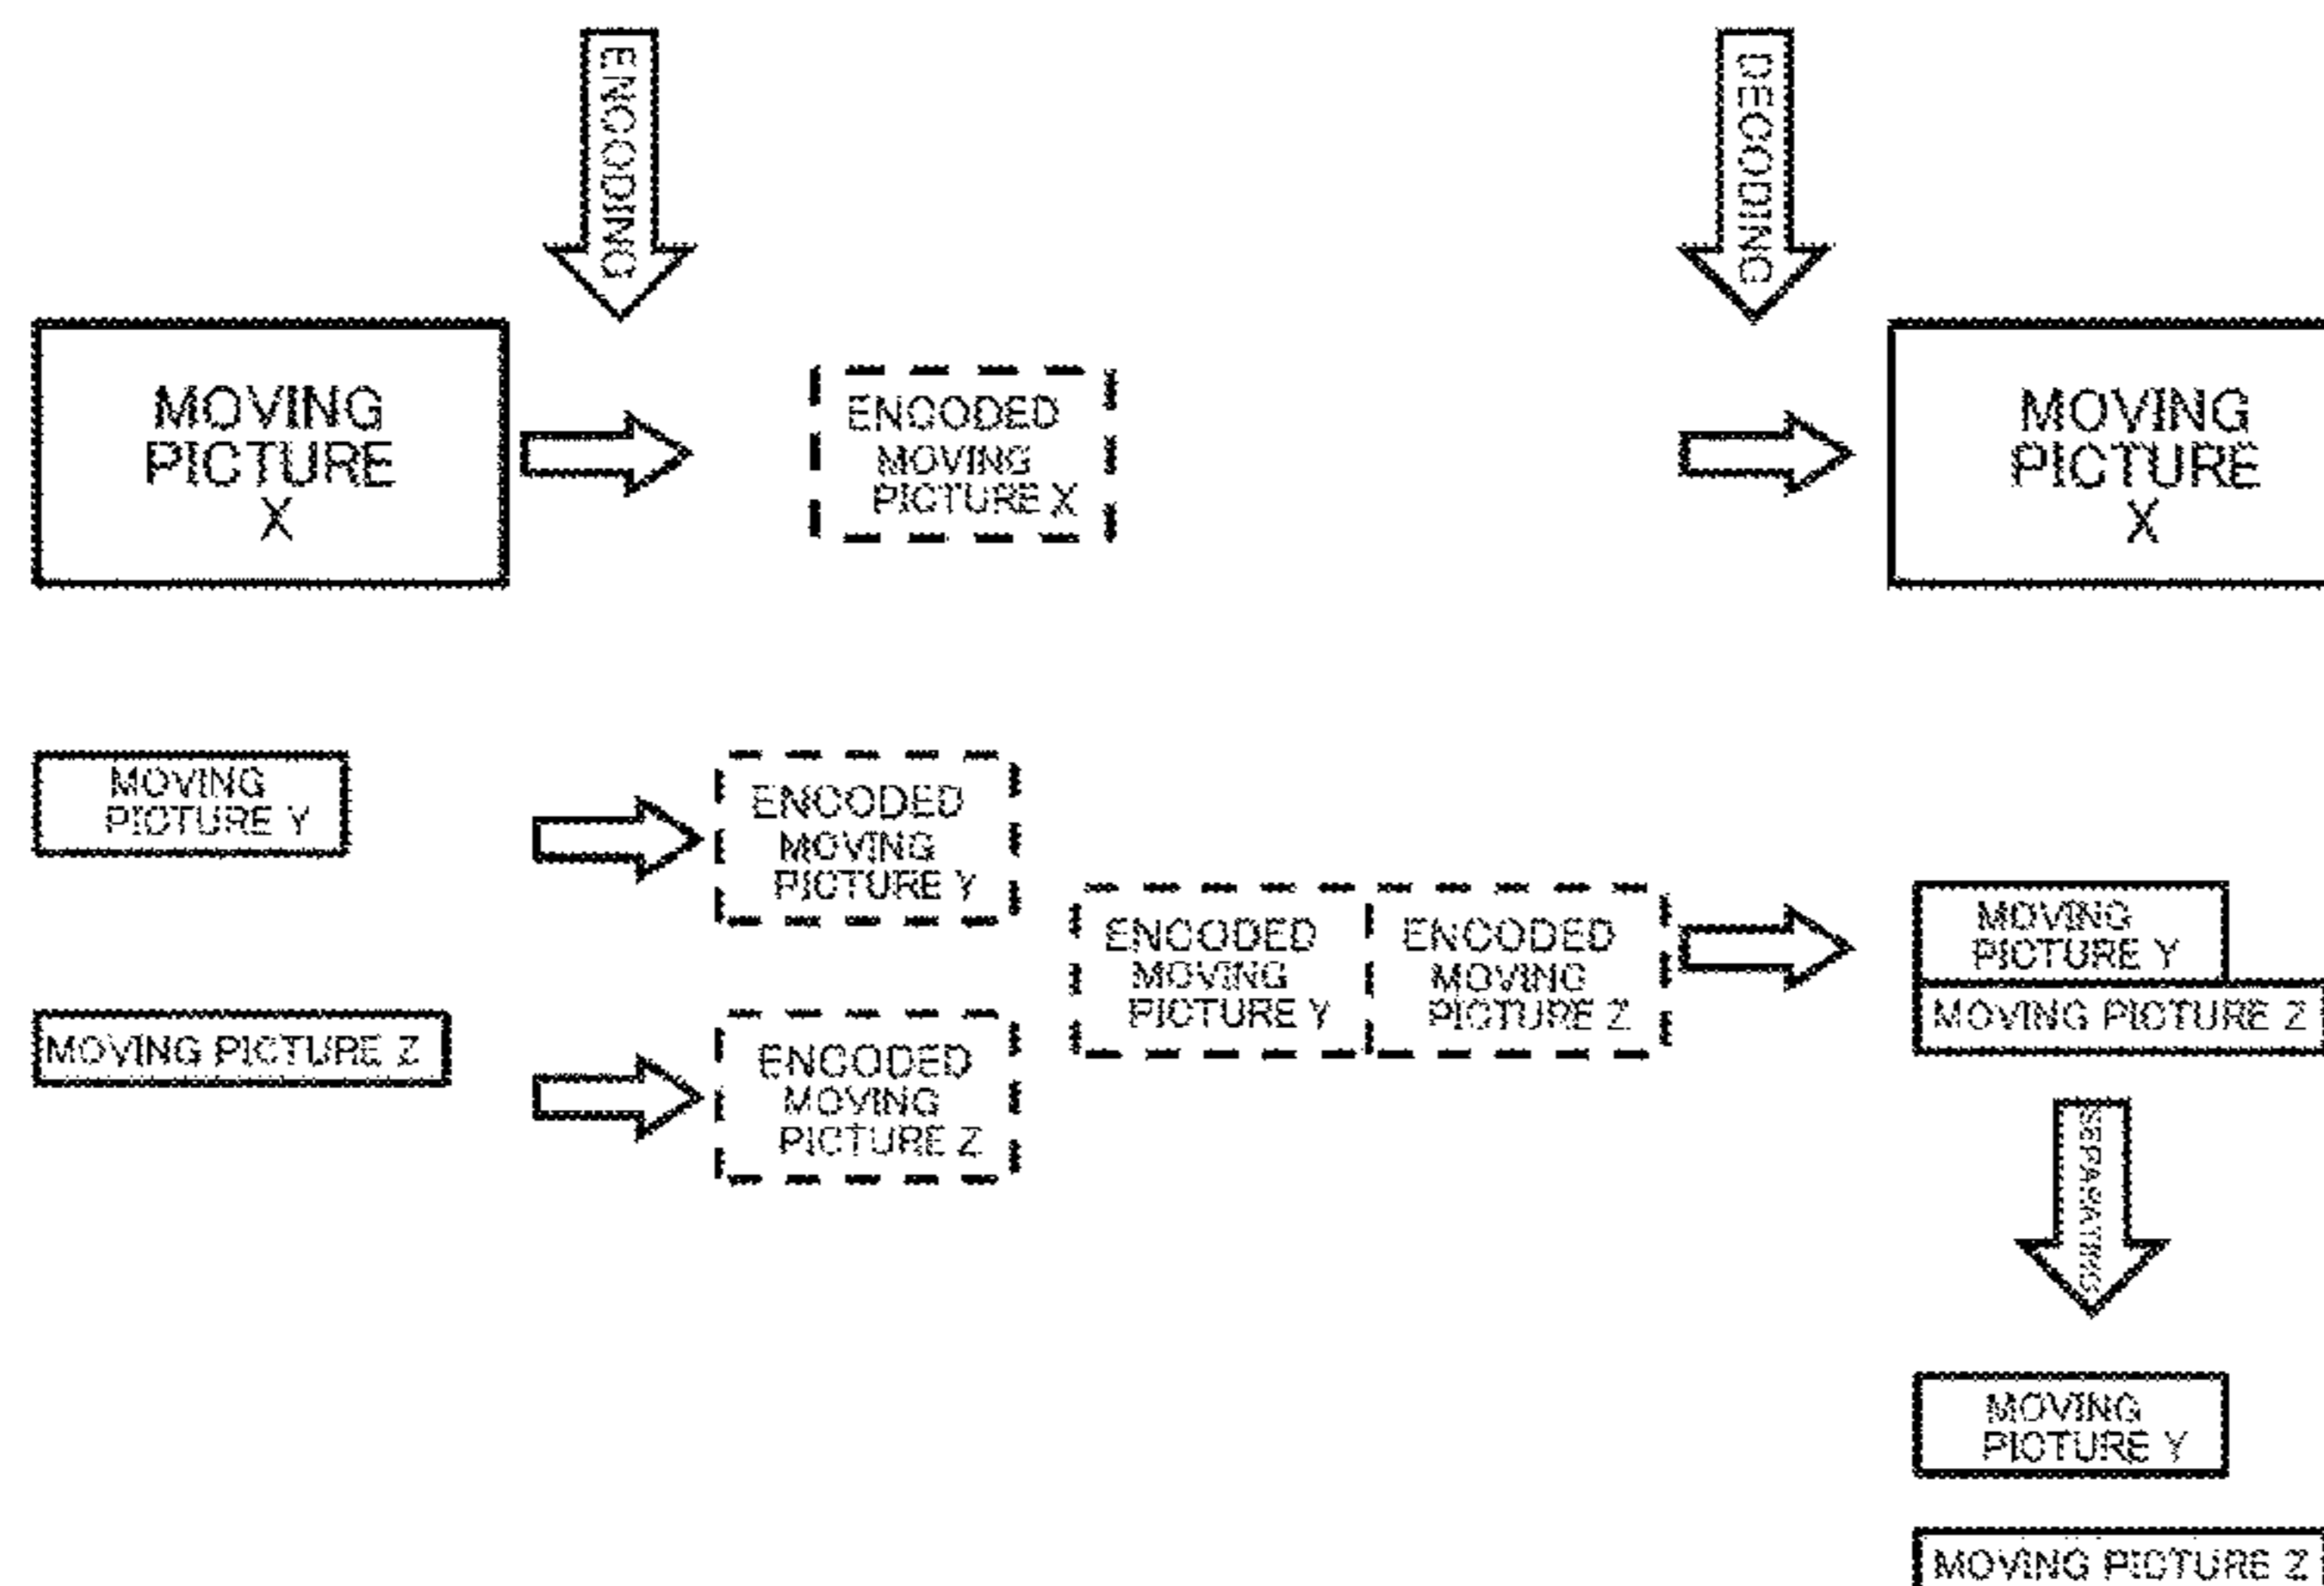 ENCODING
DECODING
MOVING
PICTURE
X
ENCODED
MOVING
PICTURE X
MOVING
PICTURE
X
MOVING
PICTURE Y
ENCODED
MOVING
PICTURE Y
ENCODED
MOVING
PICTURE Y
ENCODED
MOVING
PICTURE Z
MOVING
PICTURE Y
MOVING PICTURE Z
MOVING PICTURE Z
ENCODED
MOVING
PICTURE Z
SEPARATING
MOVING
PICTURE Y
MOVING PICTURE Z